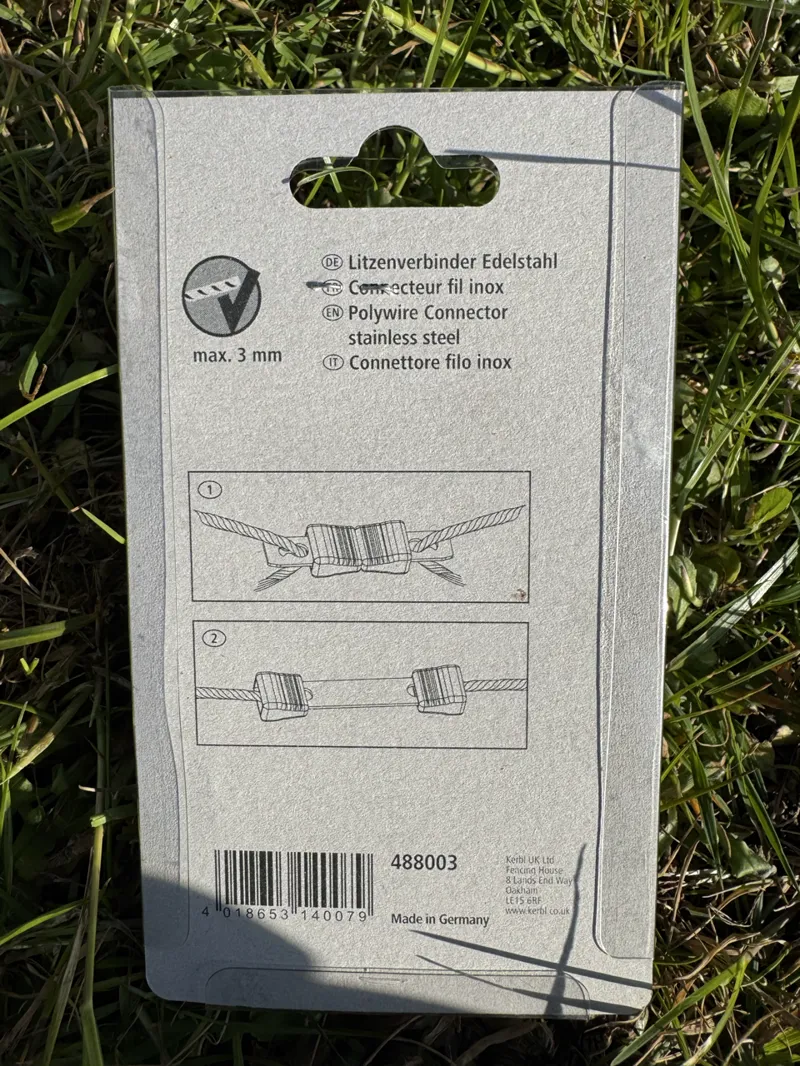 DE Litzenverbinder Edelstahl
Connecteur fil inox
EN Polywire Connector
stainless steel
IT Connettore filo inox
max. 3 mm
1
2
4 018653 140079
488003
Made in Germany
Kerbl UK Ltd
Fencing House
8 Lands End Way
Oakham
LE15 6RF
www.kerbl.co.uk